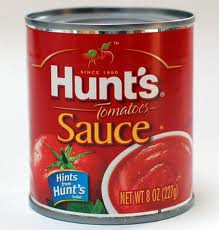 SINCE 1890
Hunt's
Tomatoes
Sauce
Hints
from
Hunt's
NET WT 8 OZ (227g)